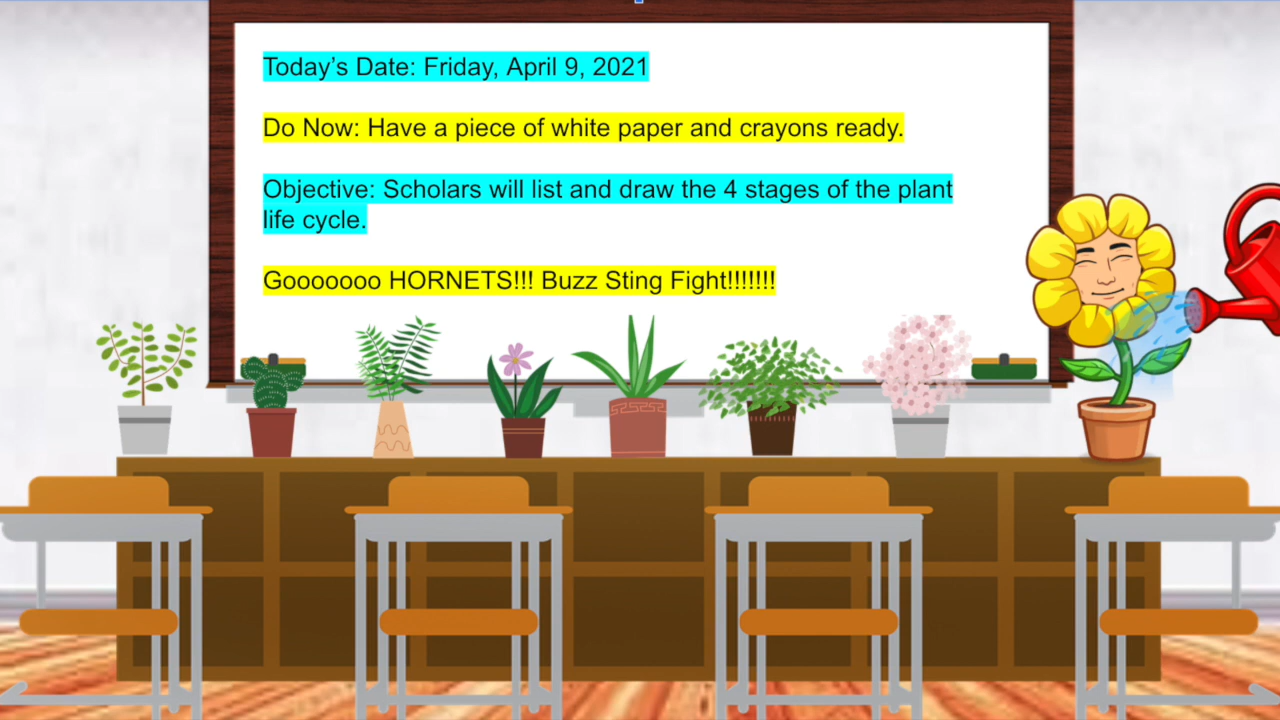 Today’s Date: Friday, April 9, 2021
Do Now: Have a piece of white paper and crayons ready.
Objective: Scholars will list and draw the 4 stages of the plant
life cycle.
Gooooooo HORNETS!!! Buzz Sting Fight!!!!!!!